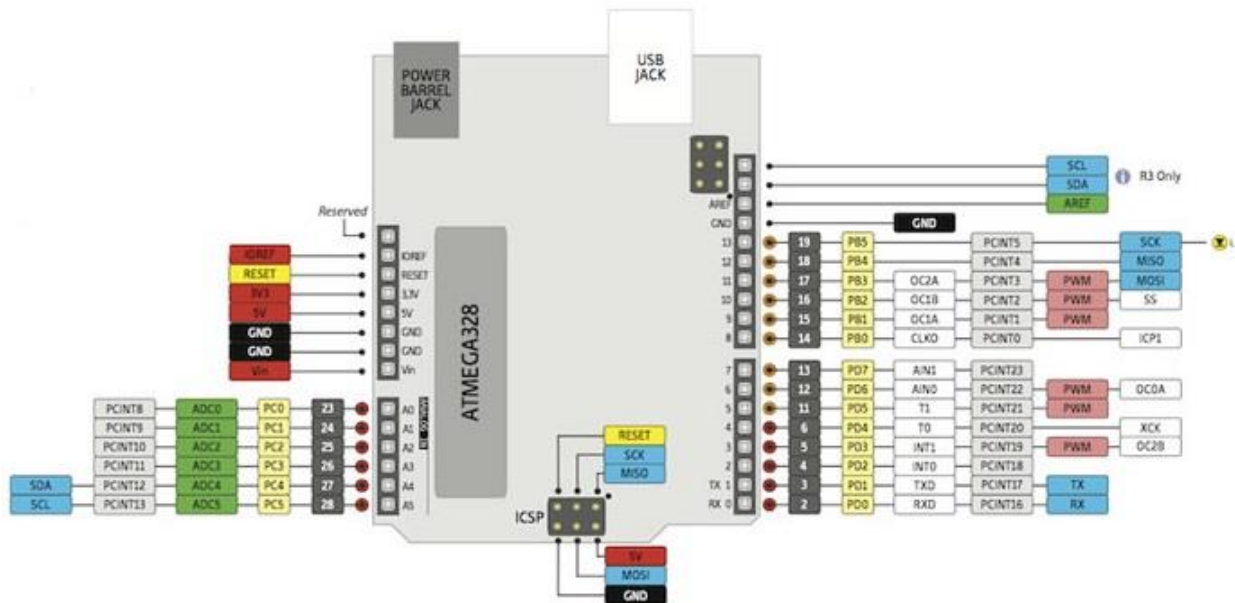 POWER
BARREL
JACK
USB
JACK
SCL
SDA
R3 Only
AREF
AREF
GND
GND
Reserved
IOREF
IOREF
RESET
RESET
3V3
3.3V
5V
5V
GND
GND
GND
GND
Vin
Vin
ATMEGA328
13 19 PB5 PCINT5 SCK L
12 18 PB4 PCINT4 MISO
11 17 PB3 OC2A PCINT3 PWM MOSI
10 16 PB2 OC1B PCINT2 PWM SS
9 15 PB1 OC1A PCINT1 PWM
8 14 PB0 CLKO PCINT0 ICP1
7 13 PD7 AIN1 PCINT23
6 12 PD6 AIN0 PCINT22 PWM OC0A
5 11 PD5 T1 PCINT21 PWM
4 6 PD4 T0 PCINT20 XCK
3 5 PD3 INT1 PCINT19 PWM OC2B
2 4 PD2 INT0 PCINT18
TX 1 3 PD1 TXD PCINT17 TX
RX 0 2 PD0 RXD PCINT16 RX
PCINT8 ADC0 PC0 23 A0
PCINT9 ADC1 PC1 24 A1
PCINT10 ADC2 PC2 25 A2
PCINT11 ADC3 PC3 26 A3
SDA PCINT12 ADC4 PC4 27 A4
SCL PCINT13 ADC5 PC5 28 A5
RESET
SCK
MISO
ICSP
5V
MOSI
GND